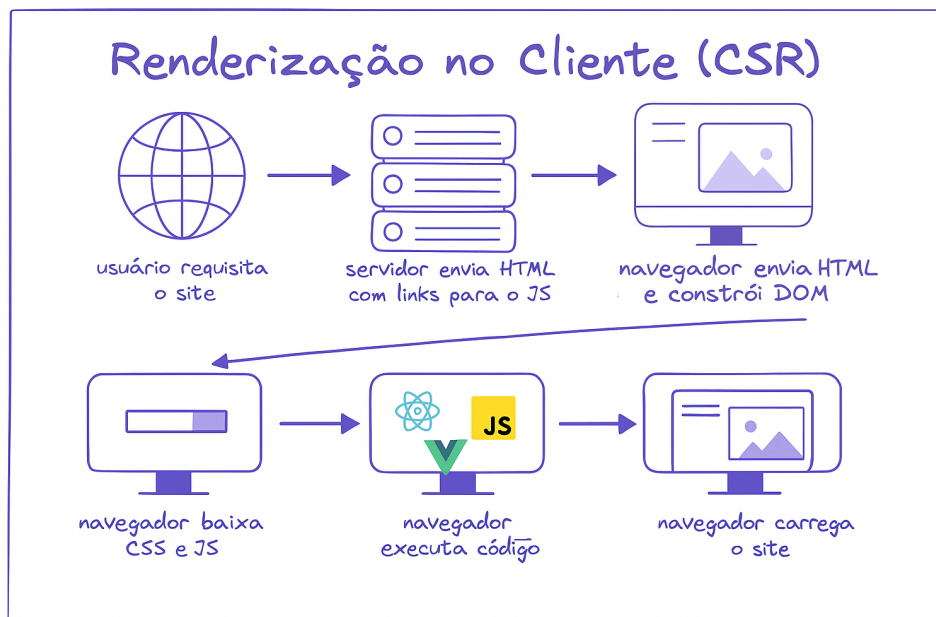 Renderização no Cliente (CSR)
usuário requisita
o site
servidor envia HTML
com links para o JS
navegador envia HTML
e constrói DOM
navegador baixa
CSS e JS
JS
navegador
executa código
navegador carrega
o site